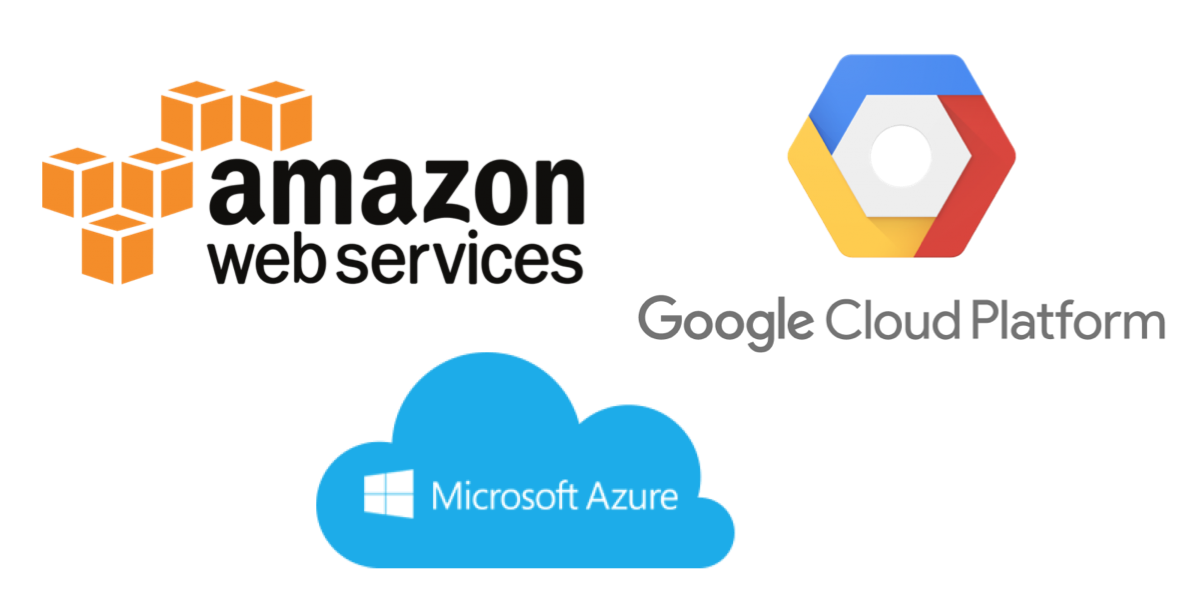 amazon
web services
Google Cloud Platform
Microsoft Azure